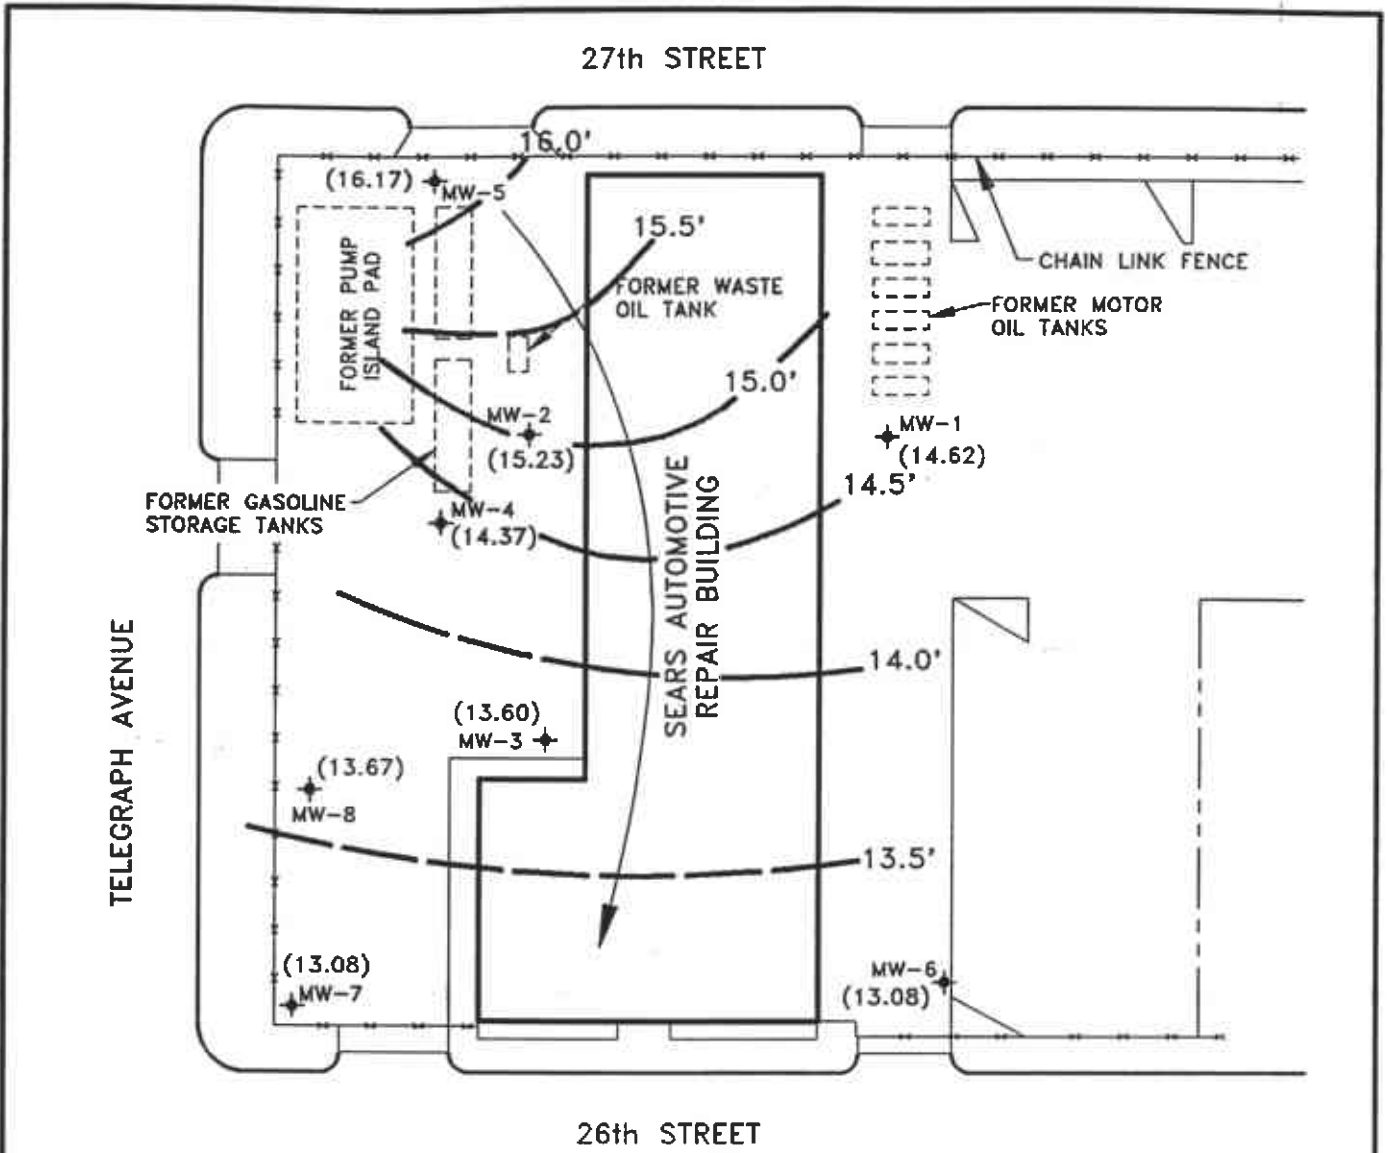 27th STREET
16.0'
(16.17)
MW-5
15.5'
CHAIN LINK FENCE
FORMER PUMP
ISLAND PAD
FORMER WASTE
OIL TANK
FORMER MOTOR
OIL TANKS
15.0'
MW-2
(15.23)
MW-1
(14.62)
14.5'
FORMER GASOLINE
STORAGE TANKS
MW-4
(14.37)
SEARS AUTOMOTIVE
REPAIR BUILDING
14.0'
TELEGRAPH AVENUE
(13.60)
MW-3
(13.67)
MW-8
13.5'
(13.08)
MW-7
MW-6
(13.08)
26th STREET